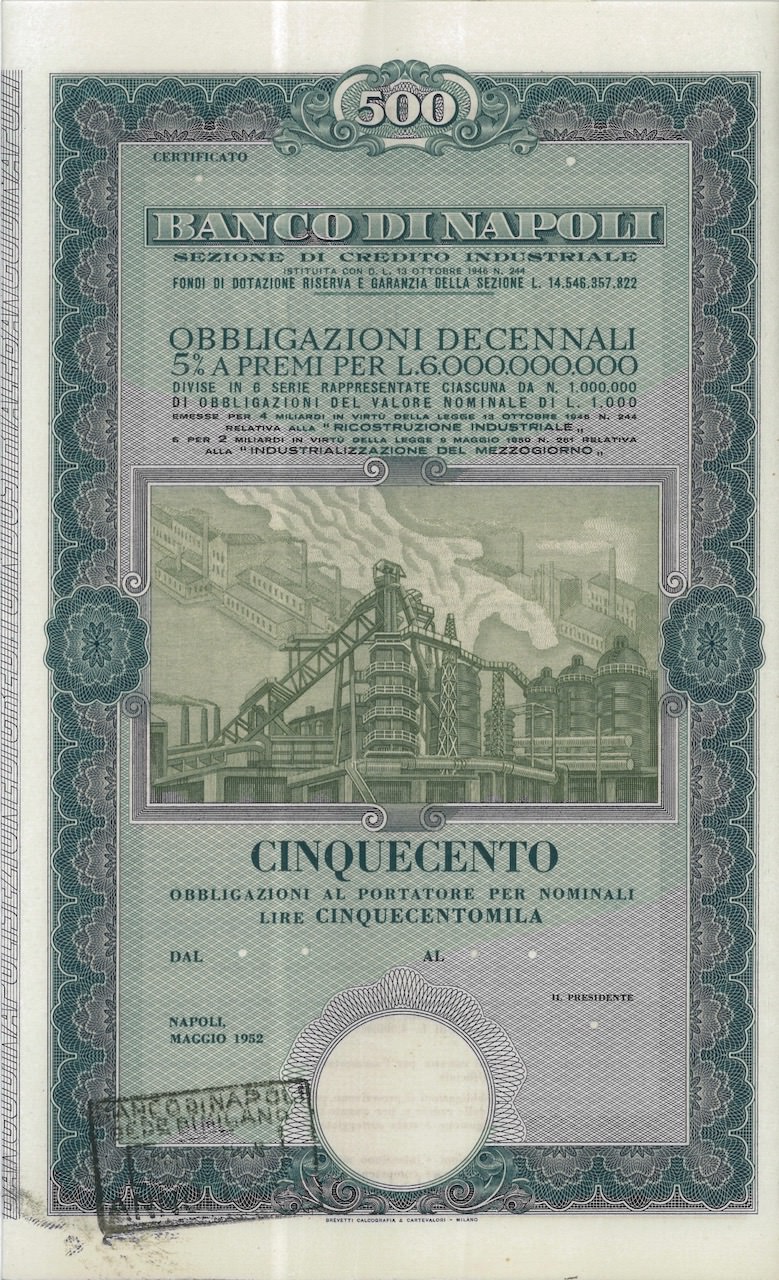 500
CERTIFICATO
BANCO DI NAPOLI
SEZIONE DI CREDITO INDUSTRIALE
ISTITUITA CON D. L. 13 OTTOBRE 1946 N. 244
FONDI DI DOTAZIONE RISERVA E GARANZIA DELLA SEZIONE L. 14.546.357.822
OBBLIGAZIONI DECENNALI
5% A PREMI PER L.6.000.000.000
DIVISE IN 6 SERIE RAPPRESENTATE CIASCUNA DA N. 1.000.000
DI OBBLIGAZIONI DEL VALORE NOMINALE DI L. 1.000
EMESSE PER 4 MILIARDI IN VIRTÙ DELLA LEGGE 13 OTTOBRE 1946 N. 244
RELATIVA ALLA "RICOSTRUZIONE INDUSTRIALE„
E PER 2 MILIARDI IN VIRTÙ DELLA LEGGE 9 MAGGIO 1950 N. 261 RELATIVA
ALLA "INDUSTRIALIZZAZIONE DEL MEZZOGIORNO„
CINQUECENTO
OBBLIGAZIONI AL PORTATORE PER NOMINALI
LIRE CINQUECENTOMILA
DAL AL
IL PRESIDENTE
NAPOLI,
MAGGIO 1952
BANCO DI NAPOLI
SEDE DI MILANO
BREVETTI CALCOGRAFIA & CARTEVALORI - MILANO